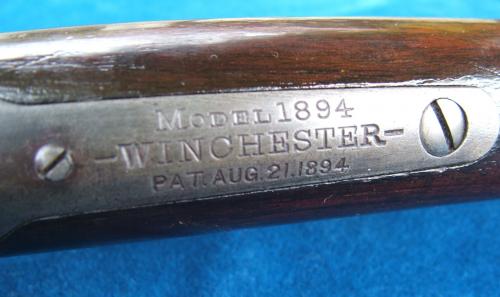 MODEL 1894
-WINCHESTER-
PAT. AUG. 21. 1894